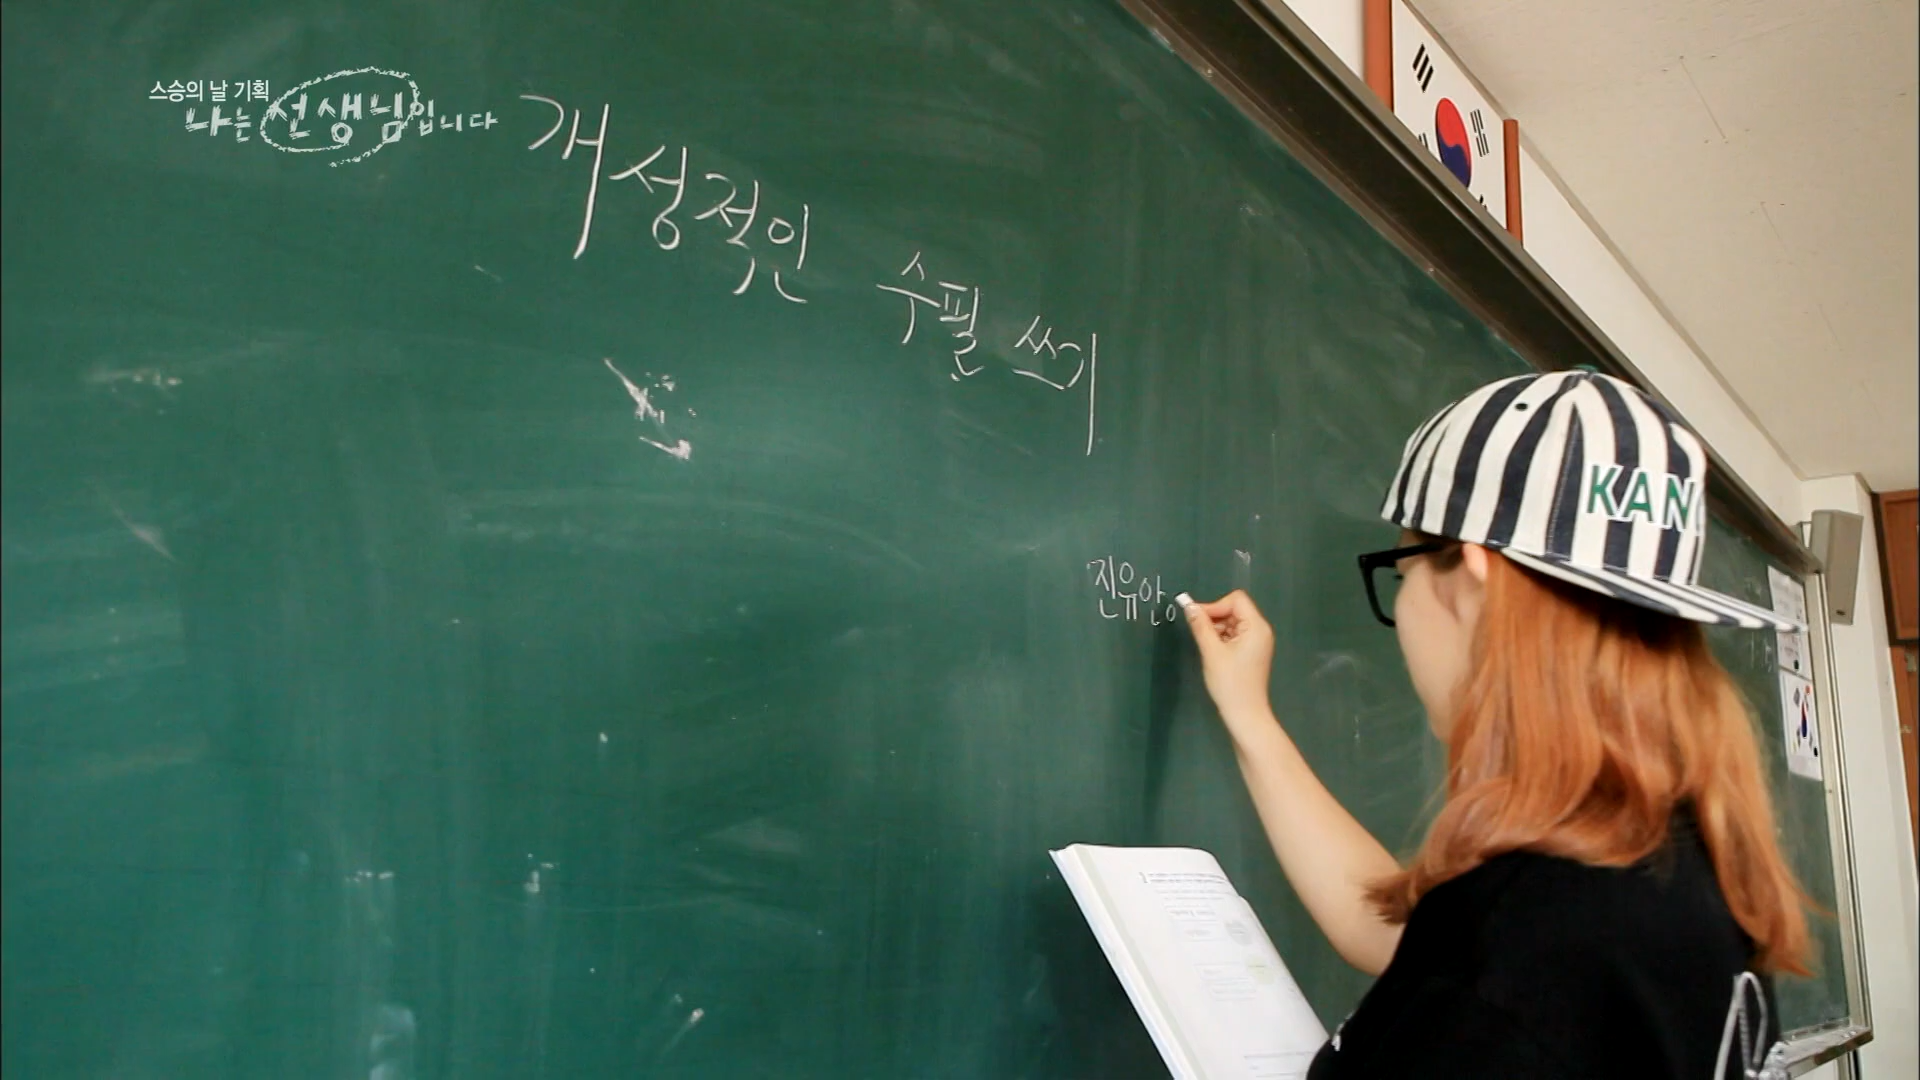 스승의 날 기획
나는 선생님입니다
개성적인 수필 쓰기
진유안
KAN